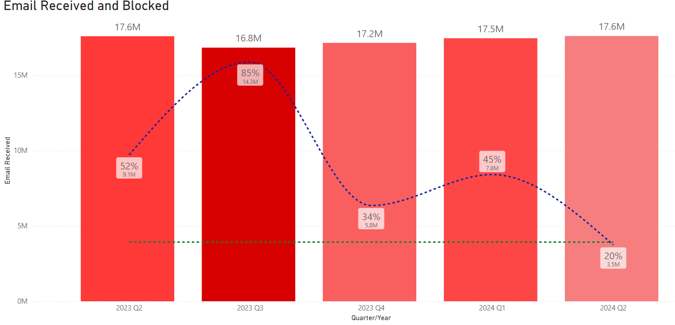 Email Received and Blocked
17.6M
16.8M
17.2M
17.5M
17.6M
15M
10M
5M
0M
Email Received
85%
14.3M
52%
9.1M
45%
7.8M
34%
5.8M
20%
3.5M
2023 Q2
2023 Q3
2023 Q4
2024 Q1
2024 Q2
Quarter/Year